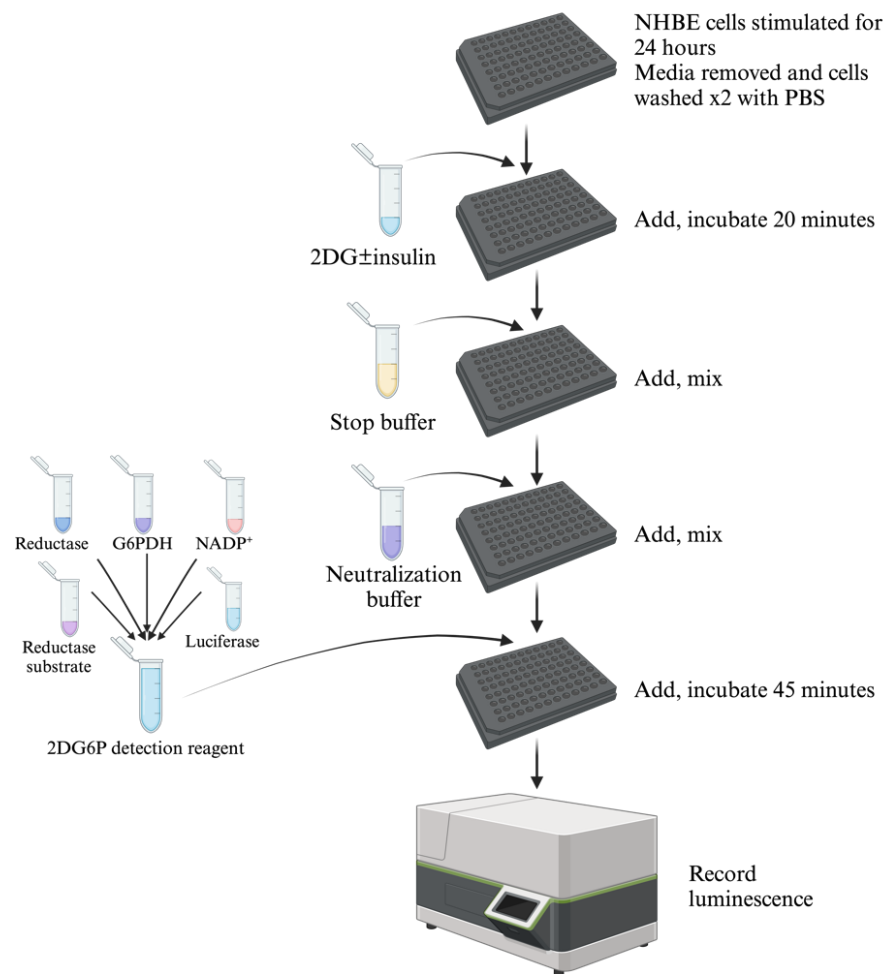 NHBE cells stimulated for
24 hours
Media removed and cells
washed x2 with PBS
2DG±insulin
Add, incubate 20 minutes
Stop buffer
Add, mix
Neutralization
buffer
Add, mix
Reductase
G6PDH
NADP⁺
Reductase
substrate
Luciferase
2DG6P detection reagent
Add, incubate 45 minutes
Record
luminescence